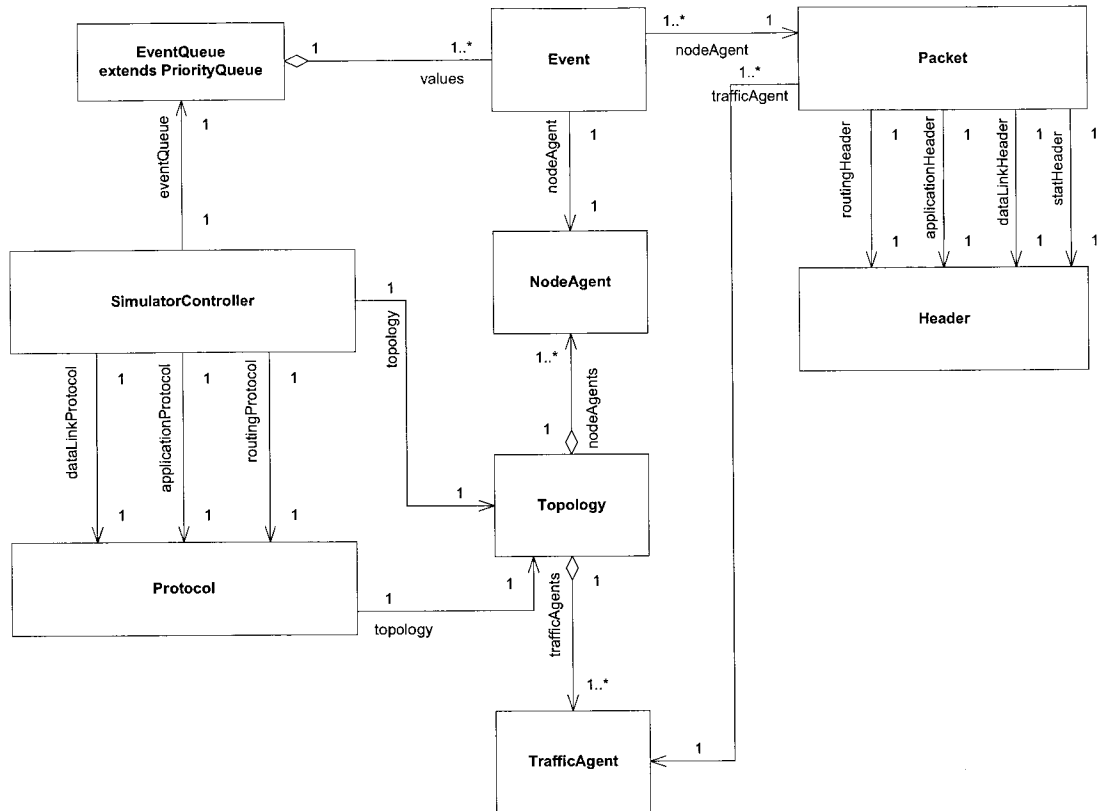 EventQueue
extends PriorityQueue
1
1..*
values
Event
1..*
1
nodeAgent
Packet
1..*
trafficAgent
eventQueue
1
1
nodeAgent
1
1
routingHeader
1
1
applicationHeader
1
1
dataLinkHeader
1
1
statHeader
1
1
SimulatorController
1
topology
1
NodeAgent
Header
1..*
1
nodeAgents
dataLinkProtocol
1
1
applicationProtocol
1
1
routingProtocol
1
1
Topology
Protocol
1
topology
1
trafficAgents
1
1..*
TrafficAgent
1